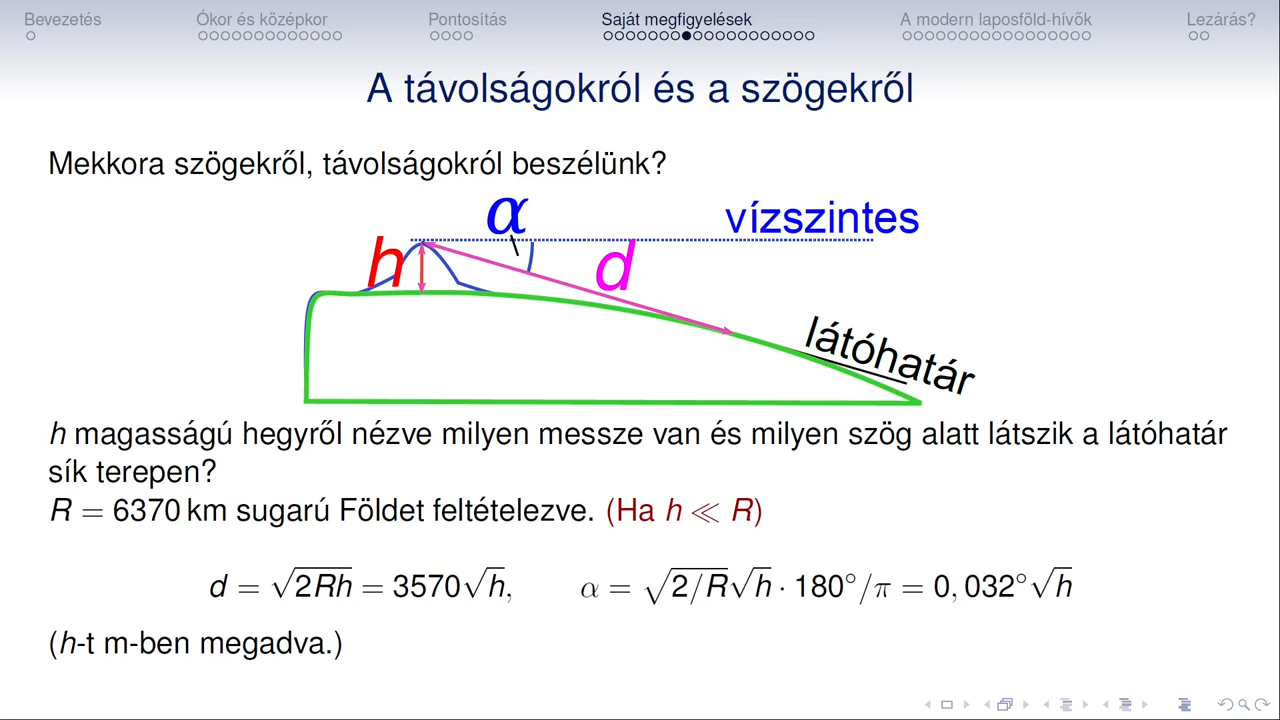 Bevezetés Ókor és középkor Pontosítás Saját megfigyelések A modern laposföld-hívők Lezárás?
A távolságokról és a szögekről
Mekkora szögekről, távolságokról beszélünk?
α
vízszintes
h
d
látóhatár
h magasságú hegyről nézve milyen messze van és milyen szög alatt látszik a látóhatár
sík terepen?
R = 6370 km sugarú Földet feltételezve. (Ha h ≪ R)
d = √2Rh = 3570√h, α = √2/R√h · 180°/π = 0,032°√h
(h-t m-ben megadva.)